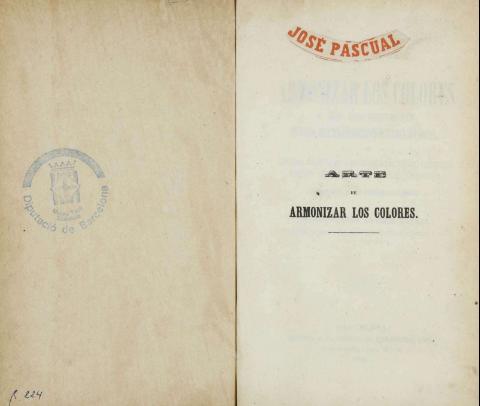 Diputació de Barcelona
224
JOSÉ PASCUAL
ARTE
DE
ARMONIZAR LOS COLORES.